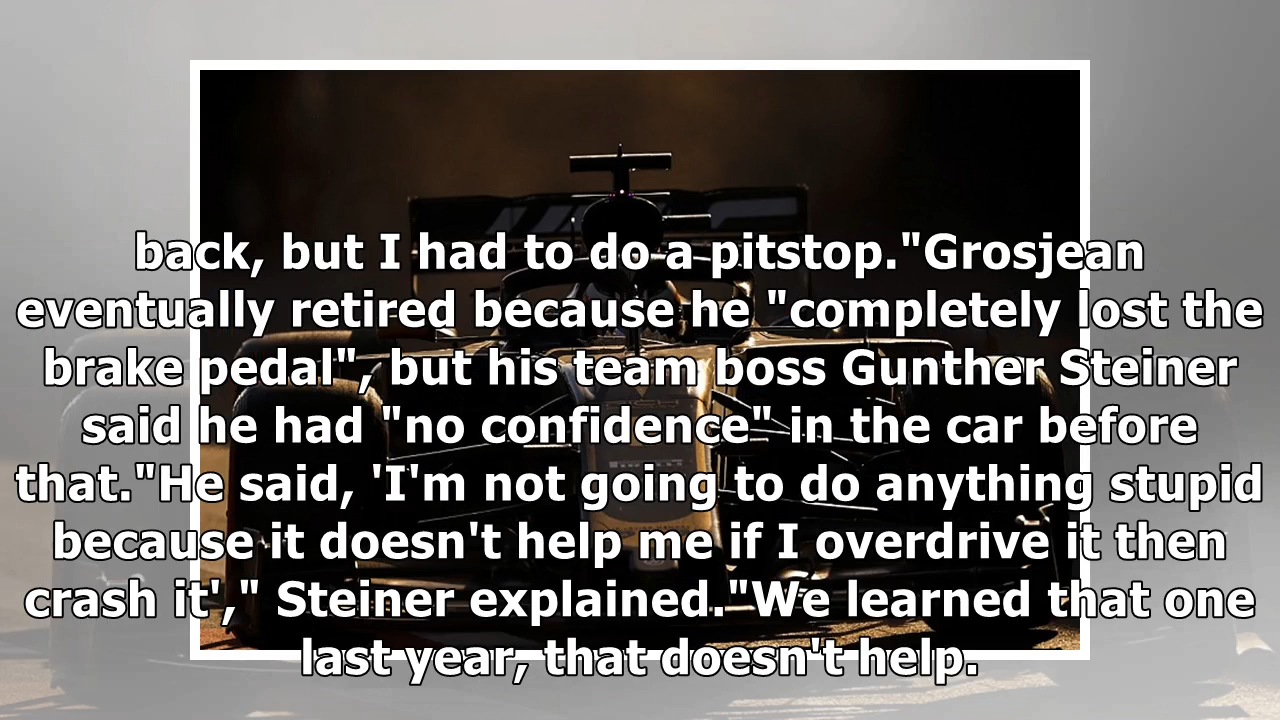 back, but I had to do a pitstop."Grosjean
eventually retired because he "completely lost the
brake pedal", but his team boss Gunther Steiner
said he had "no confidence" in the car before
that."He said, 'I'm not going to do anything stupid
because it doesn't help me if I overdrive it then
crash it'," Steiner explained."We learned that one
last year, that doesn't help.